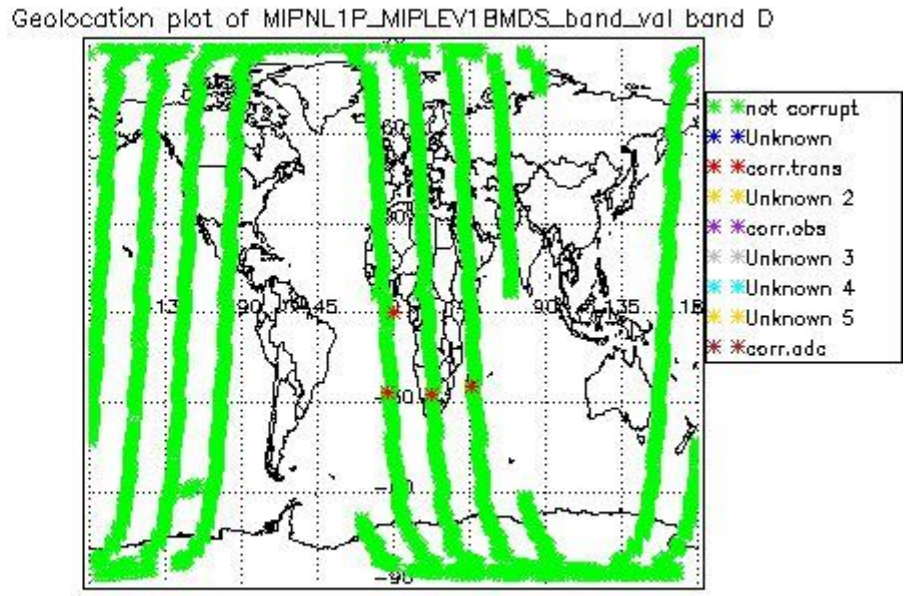 Geolocation plot of MIPNL1P_MIPLEV1BMDS_band_val band D
not corrupt
Unknown
corr.trans
Unknown 2
corr.obs
Unknown 3
Unknown 4
Unknown 5
corr.adc
90
45
90
135
-90